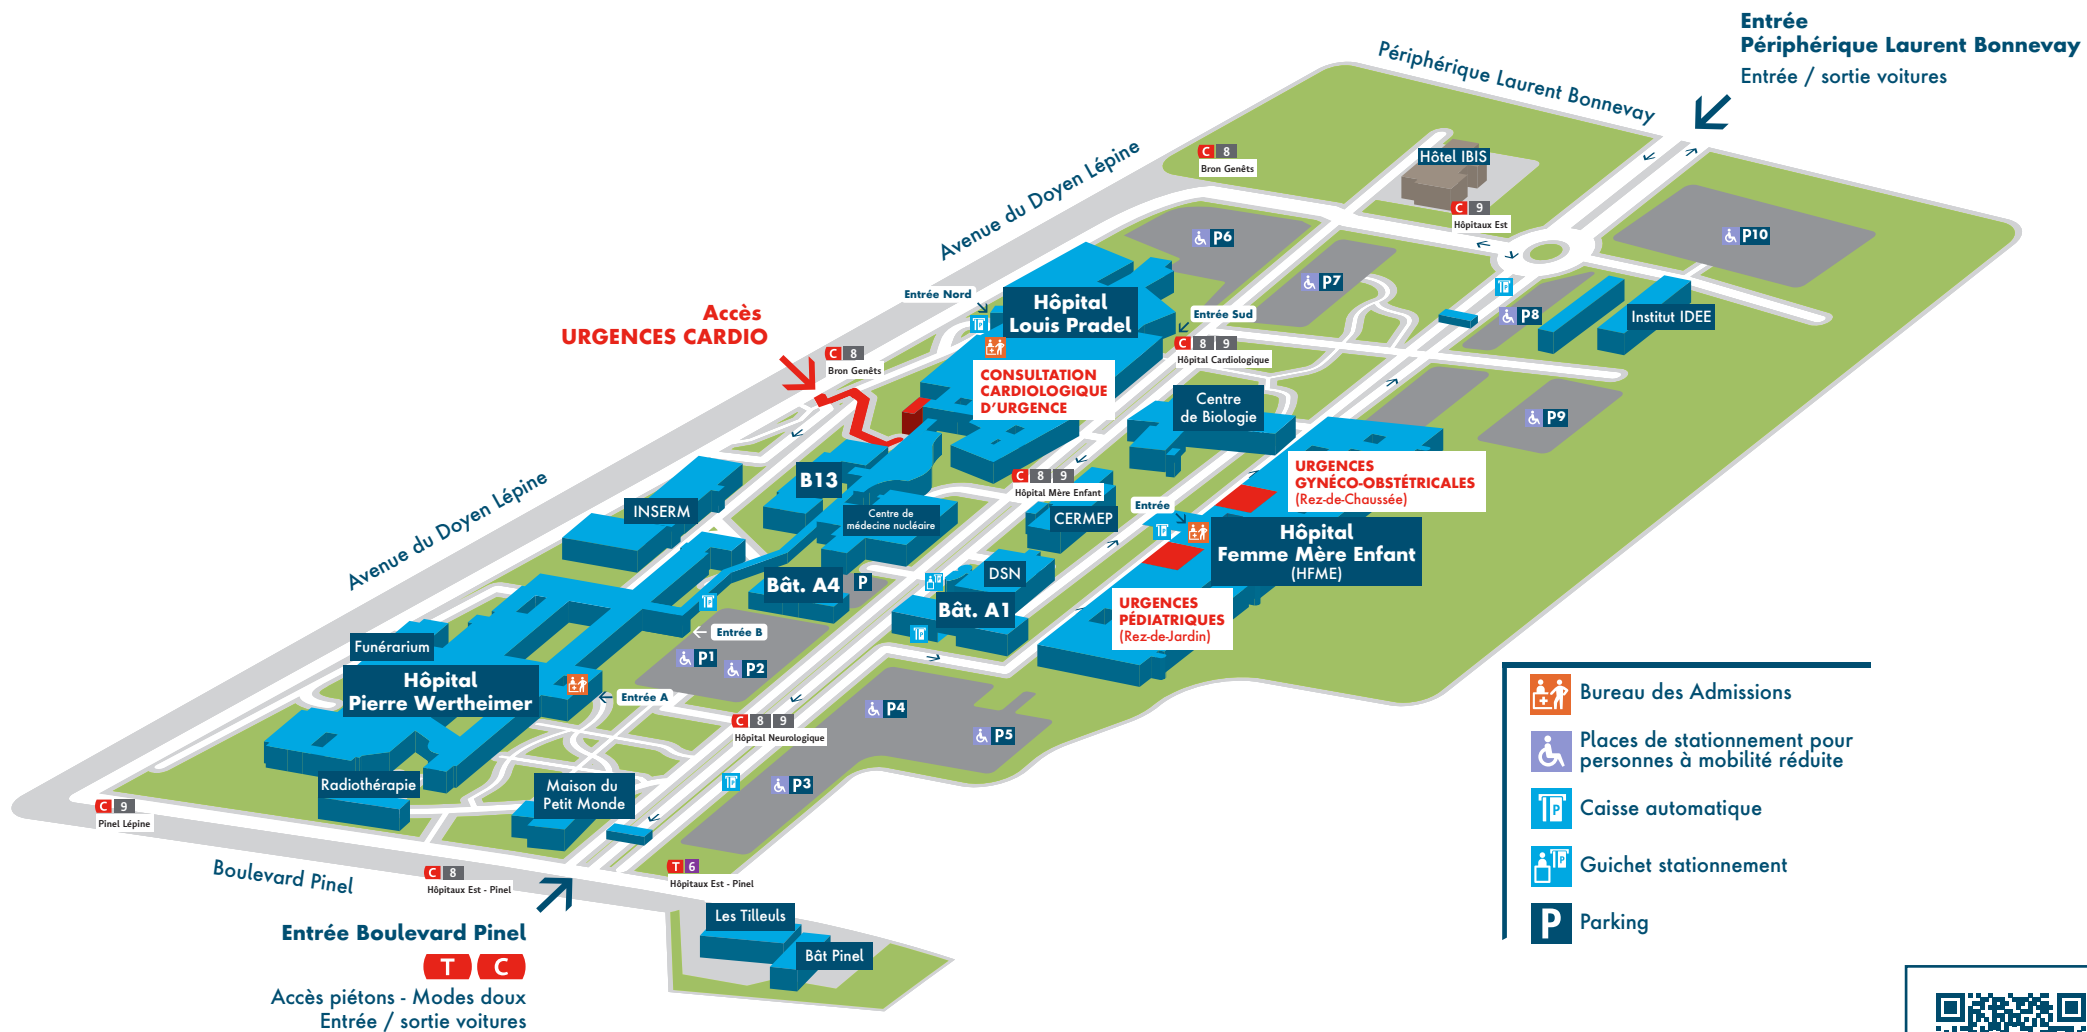 Entrée
Périphérique Laurent Bonnevay
Entrée / sortie voitures
Périphérique Laurent Bonnevay
Avenue du Doyen Lépine
C 8
Bron Genêts
Hôtel IBIS
C 9
Hôpitaux Est
P6
P10
P7
Entrée Nord
Hôpital
Louis Pradel
Entrée Sud
P8
Institut IDEE
Accès
URGENCES CARDIO
C 8
Bron Genêts
C 8 9
Hôpital Cardiologique
CONSULTATION
CARDIOLOGIQUE
D'URGENCE
Centre
de Biologie
P9
Avenue du Doyen Lépine
B13
C 8 9
Hôpital Mère Enfant
URGENCES
GYNÉCO-OBSTÉTRICALES
(Rez-de-Chaussée)
INSERM
Centre de
médecine nucléaire
CERMEP
Entrée
Hôpital
Femme Mère Enfant
(HFME)
Bât. A4
P
DSN
Bât. A1
URGENCES
PÉDIATRIQUES
(Rez-de-Jardin)
Entrée B
Funérarium
P1
P2
Hôpital
Pierre Wertheimer
Entrée A
P4
C 8 9
Hôpital Neurologique
P5
Radiothérapie
Maison du
Petit Monde
P3
C 9
Pinel Lépine
Boulevard Pinel
C 8
Hôpitaux Est - Pinel
T 6
Hôpitaux Est - Pinel
Les Tilleuls
Bât Pinel
Entrée Boulevard Pinel
T C
Accès piétons - Modes doux
Entrée / sortie voitures
Bureau des Admissions
Places de stationnement pour
personnes à mobilité réduite
P
Caisse automatique
P
Guichet stationnement
P
Parking